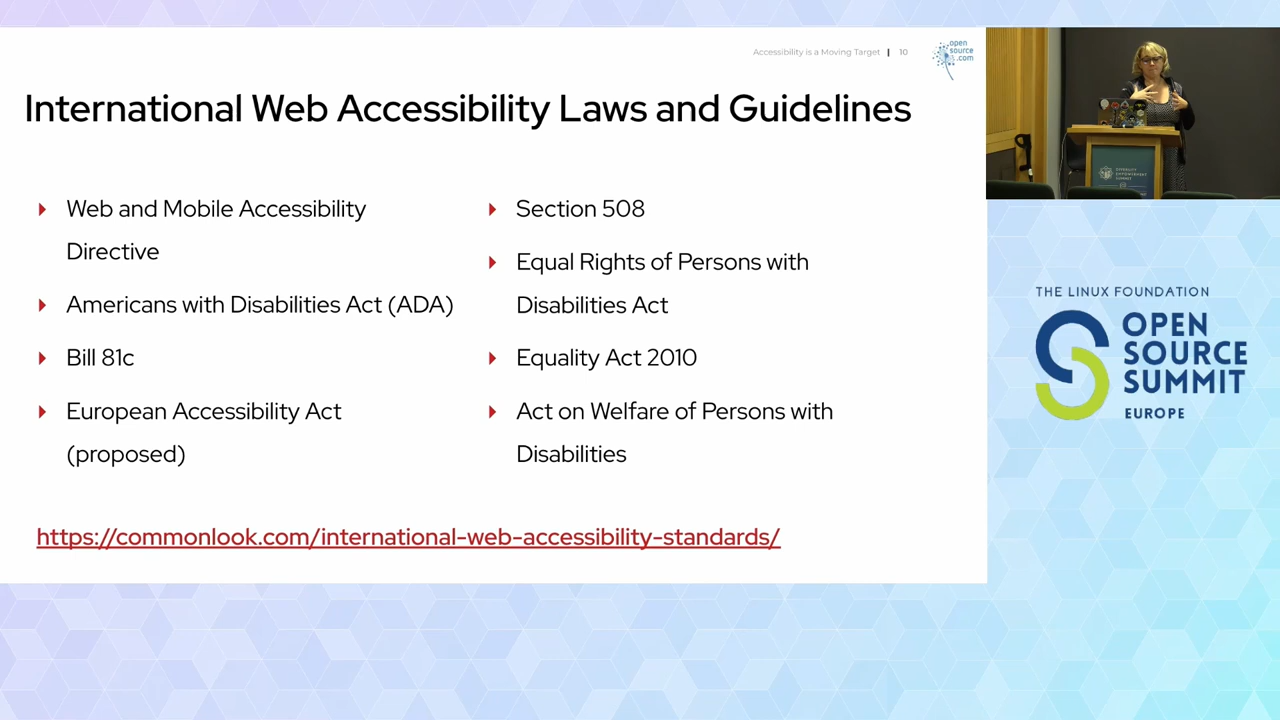 Accessibility is a Moving Target | 10
open
source
.com
International Web Accessibility Laws and Guidelines
Web and Mobile Accessibility
Directive
Americans with Disabilities Act (ADA)
Bill 81c
European Accessibility Act
(proposed)
Section 508
Equal Rights of Persons with
Disabilities Act
Equality Act 2010
Act on Welfare of Persons with
Disabilities
https://commonlook.com/international-web-accessibility-standards/
THE LINUX FOUNDATION
OPEN
SOURCE
SUMMIT
EUROPE